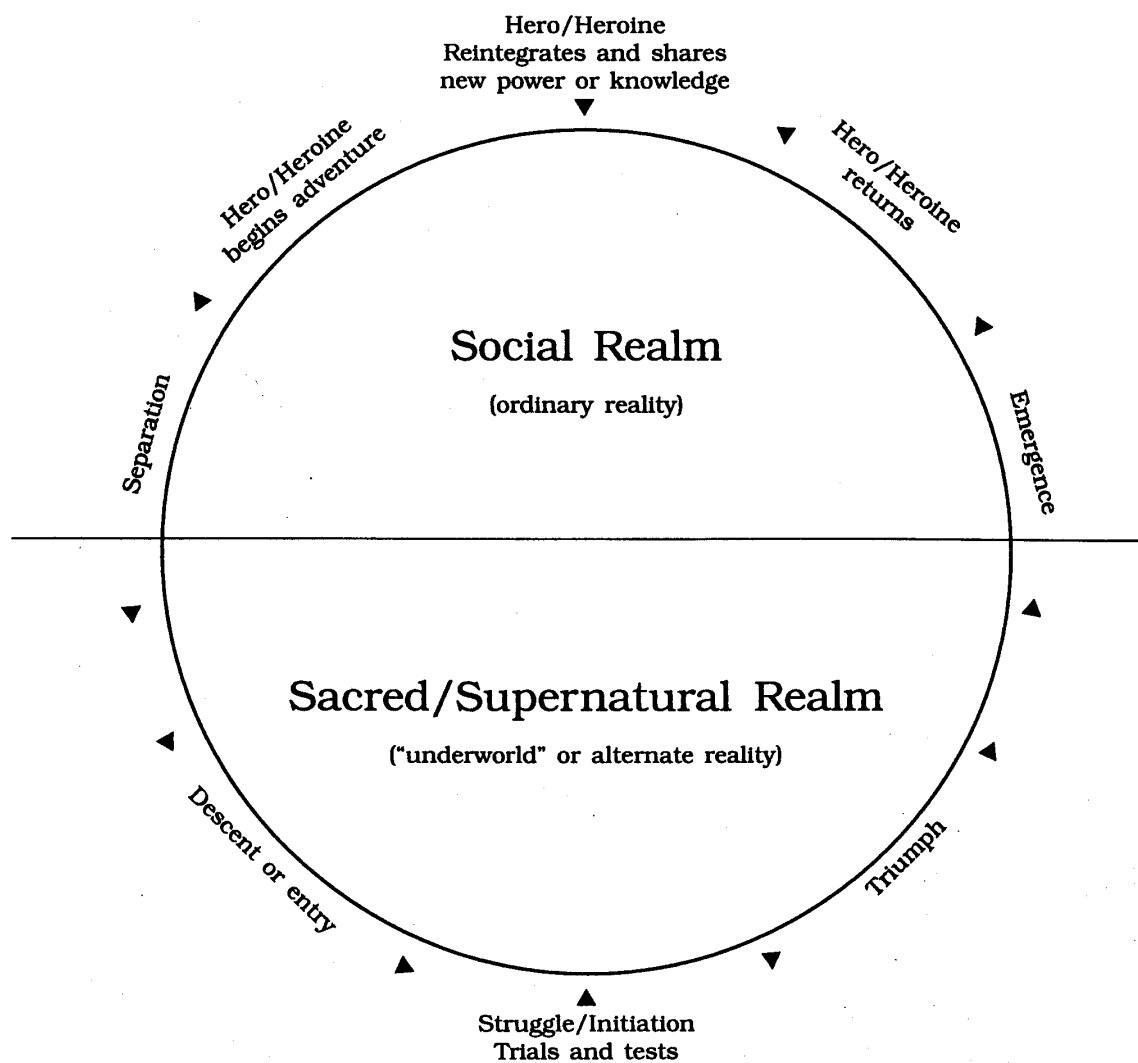 Hero/Heroine
Reintegrates and shares
new power or knowledge
Hero/Heroine
begins adventure
Hero/Heroine
returns
Social Realm
(ordinary reality)
Separation
Emergence
Sacred/Supernatural Realm
("underworld" or alternate reality)
Descent or entry
Triumph
Struggle/Initiation
Trials and tests